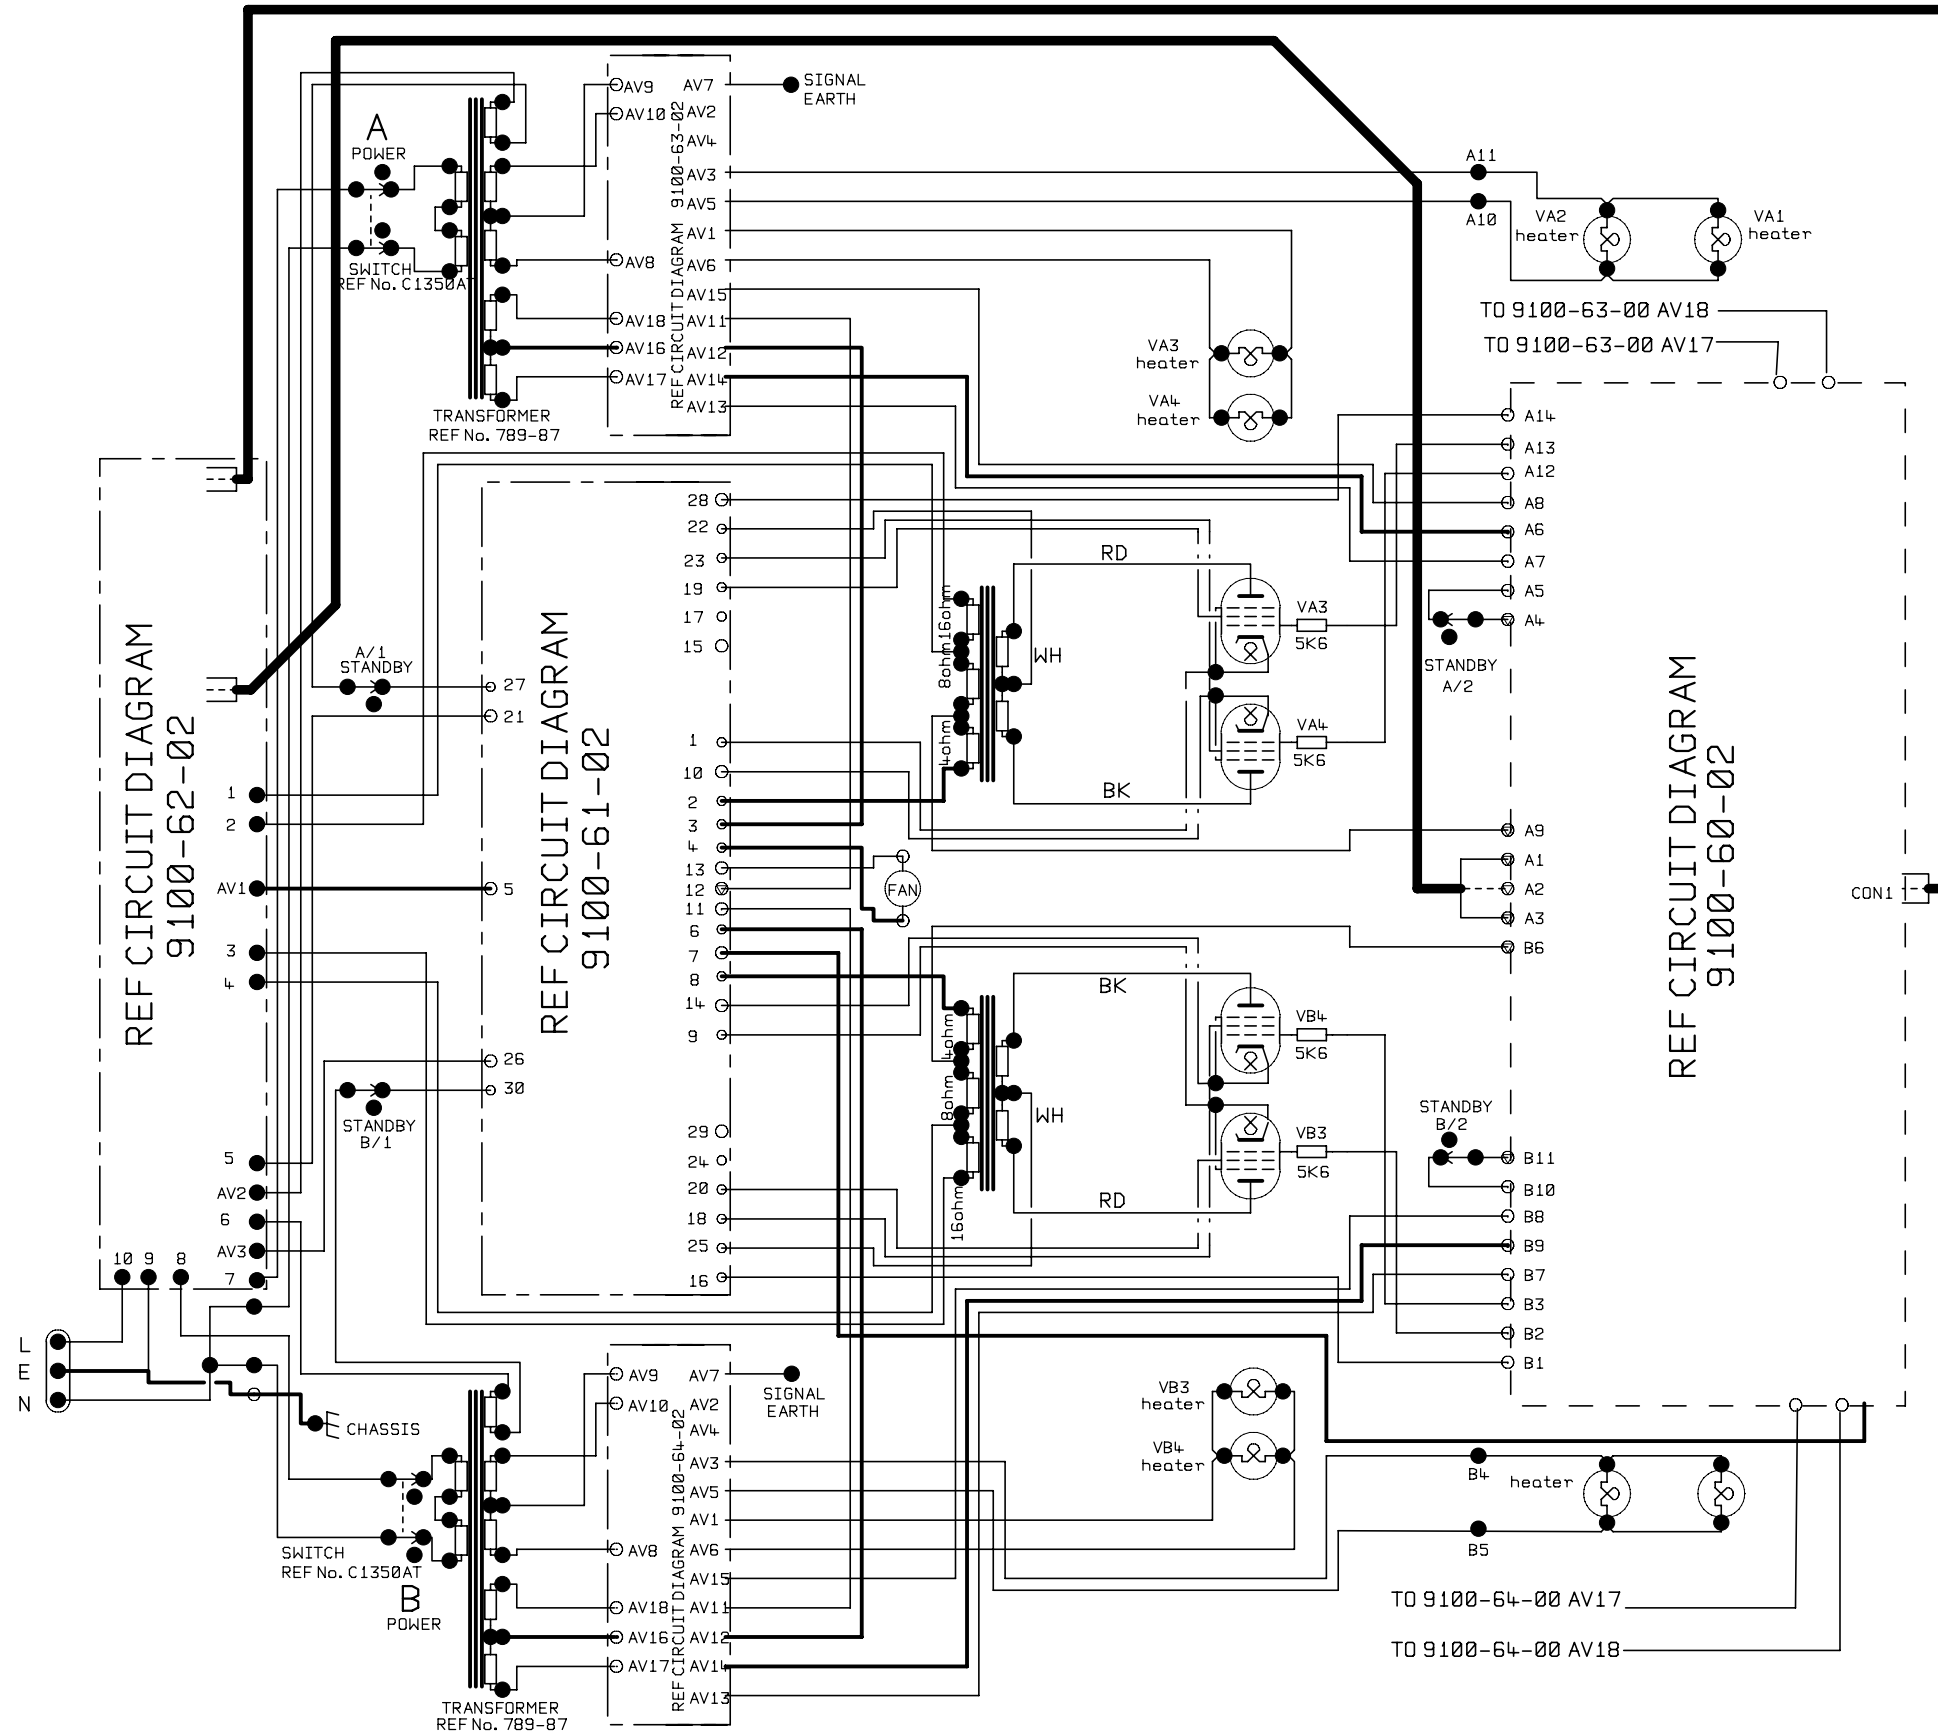 A
POWER
SWITCH
REF No. C1350AT
TRANSFORMER
REF No. 789-87
AV9
AV10
AV8
AV18
AV16
AV17
REF CIRCUIT DIAGRAM 9100-63-02
AV7
AV2
AV4
AV3
AV5
AV1
AV6
AV15
AV11
AV12
AV14
AV13
SIGNAL
EARTH
A11
A10
VA2
heater
VA1
heater
TO 9100-63-00 AV18
TO 9100-63-00 AV17
VA3
heater
VA4
heater
REF CIRCUIT DIAGRAM
9100-62-02
1
2
AV1
3
4
5
AV2
6
AV3
7
10 9 8
L
E
N
CHASSIS
A/1
STANDBY
STANDBY
B/1
REF CIRCUIT DIAGRAM
9100-61-02
27
21
5
26
30
28
22
23
19
17
15
1
10
2
3
4
13
12
11
6
7
8
14
9
29
24
20
18
25
16
FAN
16ohm
8ohm
4ohm
RD
WH
BK
VA3
5K6
VA4
5K6
4ohm
8ohm
16ohm
BK
WH
RD
VB4
5K6
VB3
5K6
A14
A13
A12
A8
A6
A7
A5
A4
STANDBY
A/2
A9
A1
A2
A3
B6
STANDBY
B/2
B11
B10
B8
B9
B7
B3
B2
B1
REF CIRCUIT DIAGRAM
9100-60-02
CON1
SWITCH
REF No. C1350AT
B
POWER
TRANSFORMER
REF No. 789-87
AV9
AV10
AV8
AV18
AV16
AV17
REF CIRCUIT DIAGRAM 9100-64-02
AV7
AV2
AV4
AV3
AV5
AV1
AV6
AV15
AV11
AV12
AV14
AV13
SIGNAL
EARTH
VB3
heater
VB4
heater
B4
B5
heater
TO 9100-64-00 AV17
TO 9100-64-00 AV18